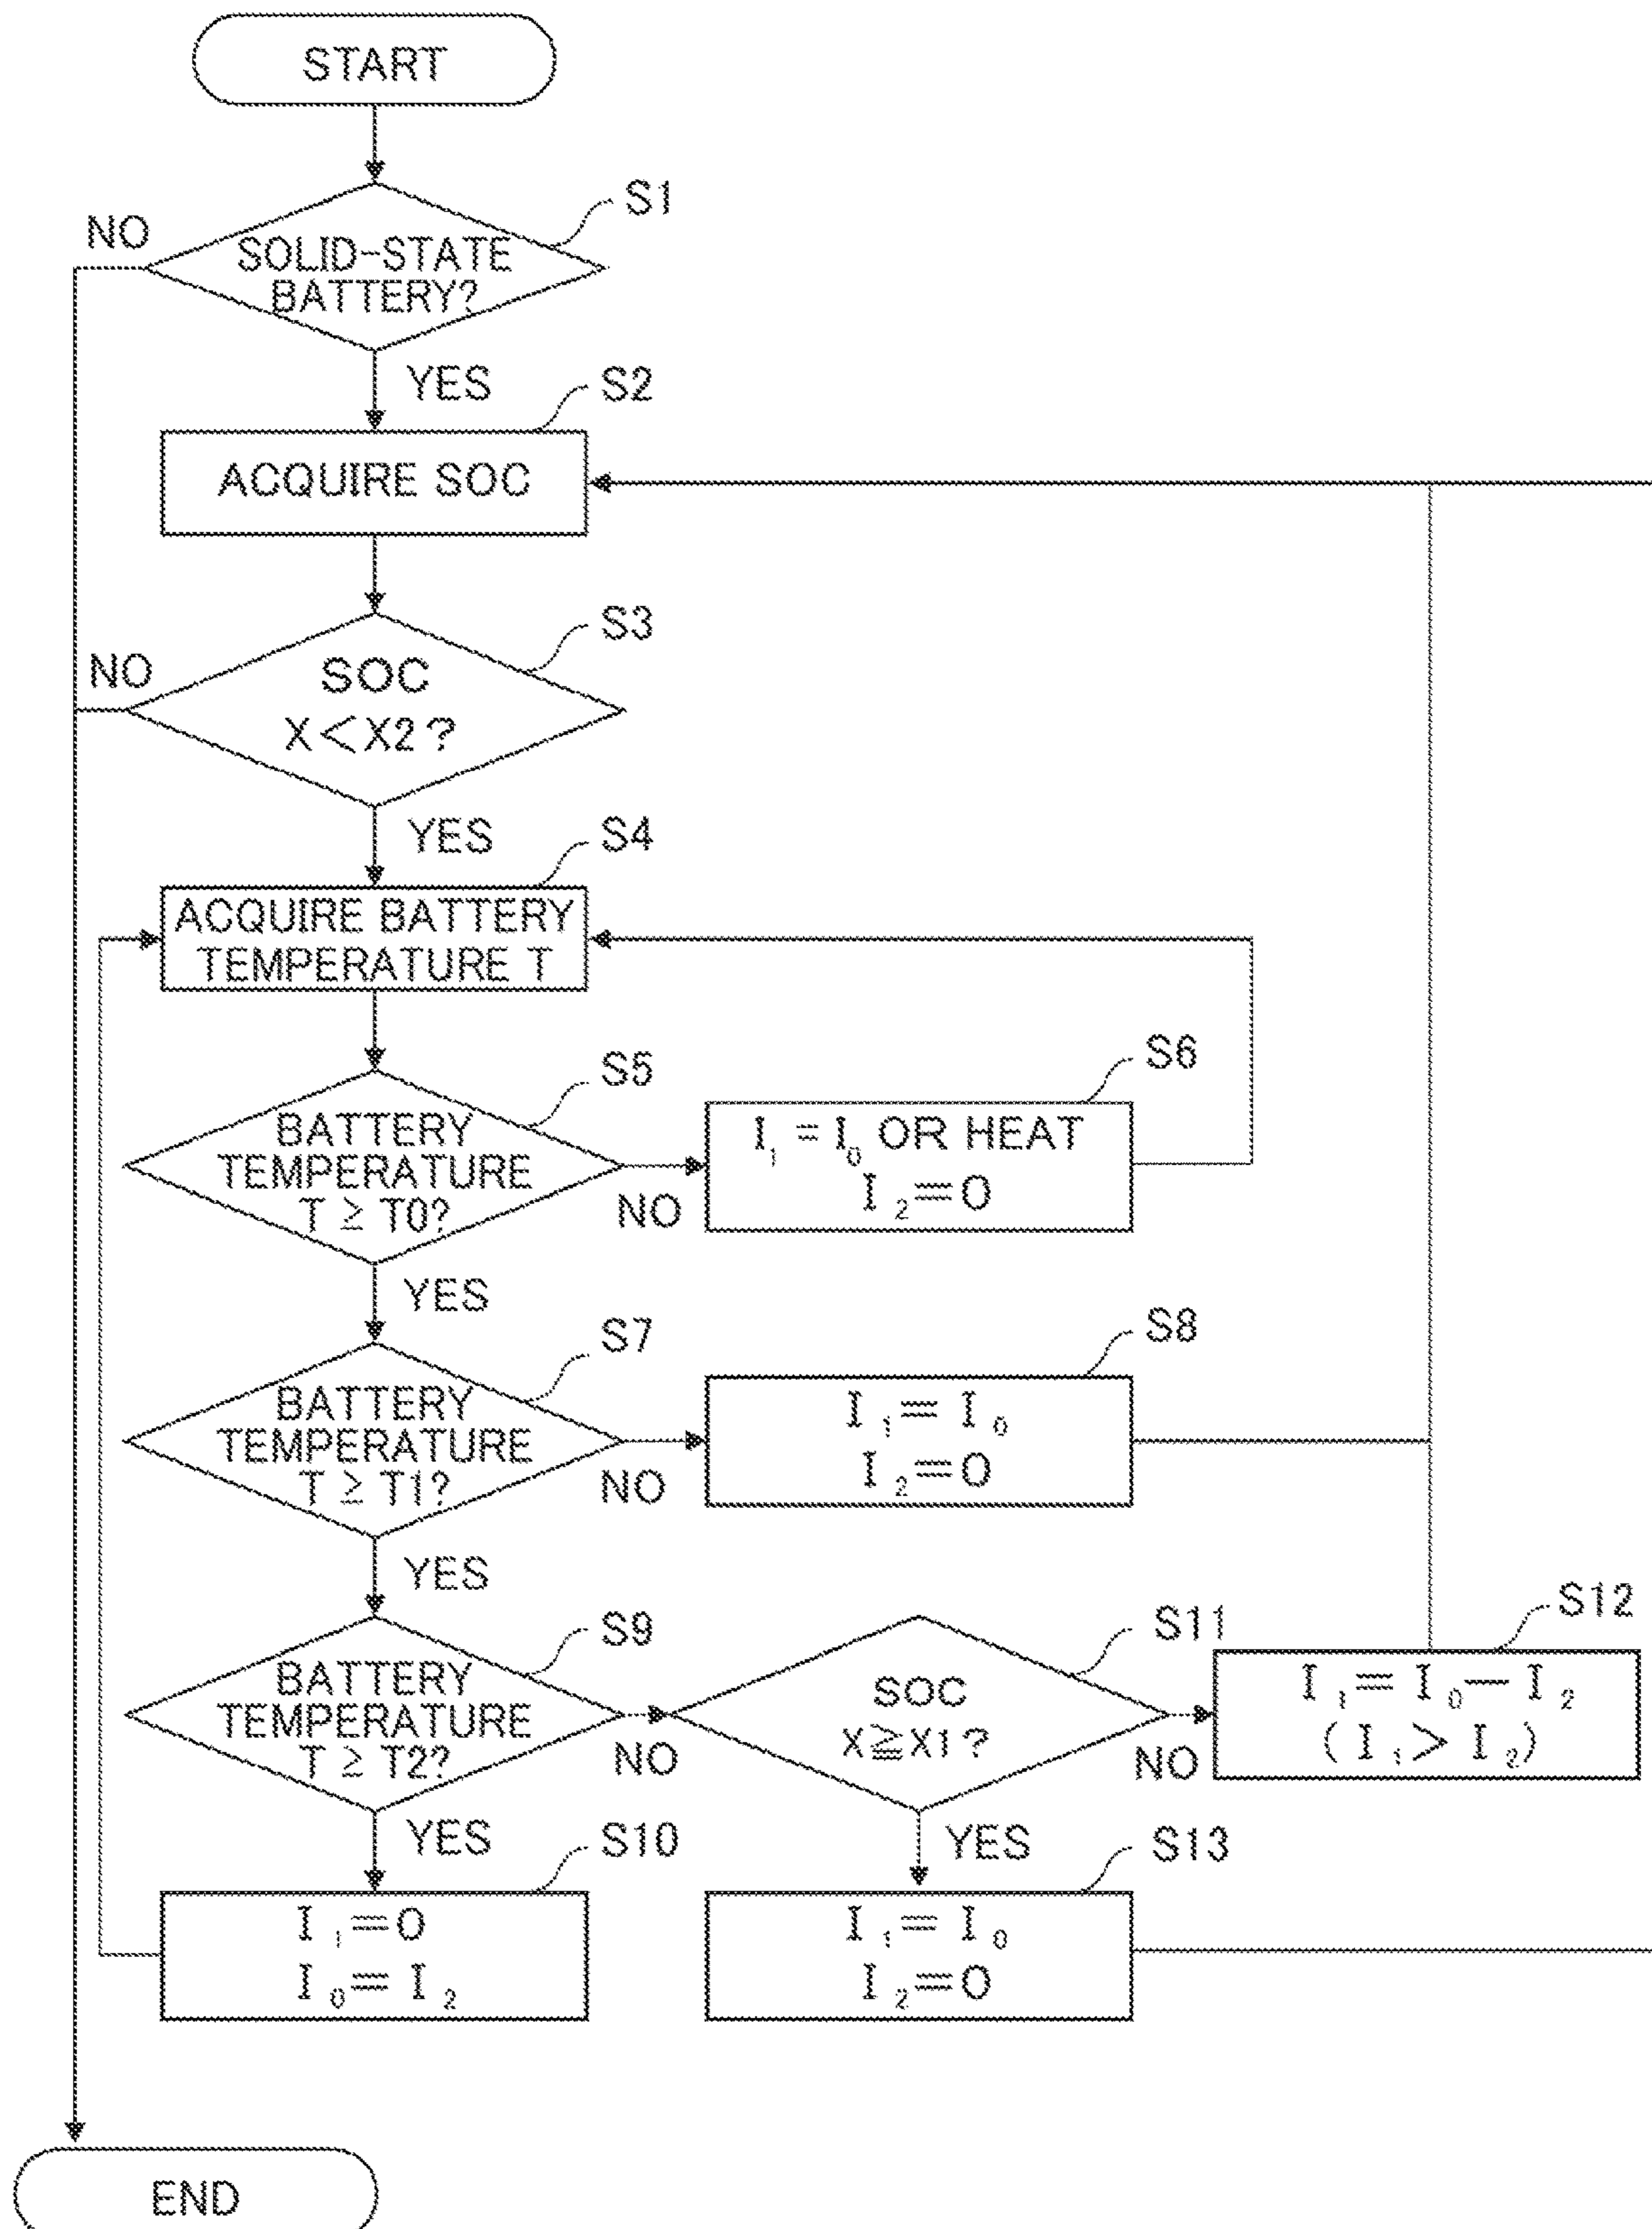 START
NO
S1
SOLID-STATE
BATTERY?
YES
S2
ACQUIRE SOC
S3
NO
SOC
X<X2?
YES
S4
ACQUIRE BATTERY
TEMPERATURE T
S5
BATTERY
TEMPERATURE
T ≥ T0?
NO
S6
I₁ = I₀ OR HEAT
I₂=0
YES
S7
BATTERY
TEMPERATURE
T ≥ T1?
NO
S8
I₁= I₀
I₂=0
YES
S9
BATTERY
TEMPERATURE
T ≥ T2?
NO
S11
SOC
X≧X1?
NO
S12
I₁= I₀- I₂
( I₁> I₂)
YES
S10
I₁=0
I₀= I₂
YES
S13
I₁= I₀
I₂=0
END